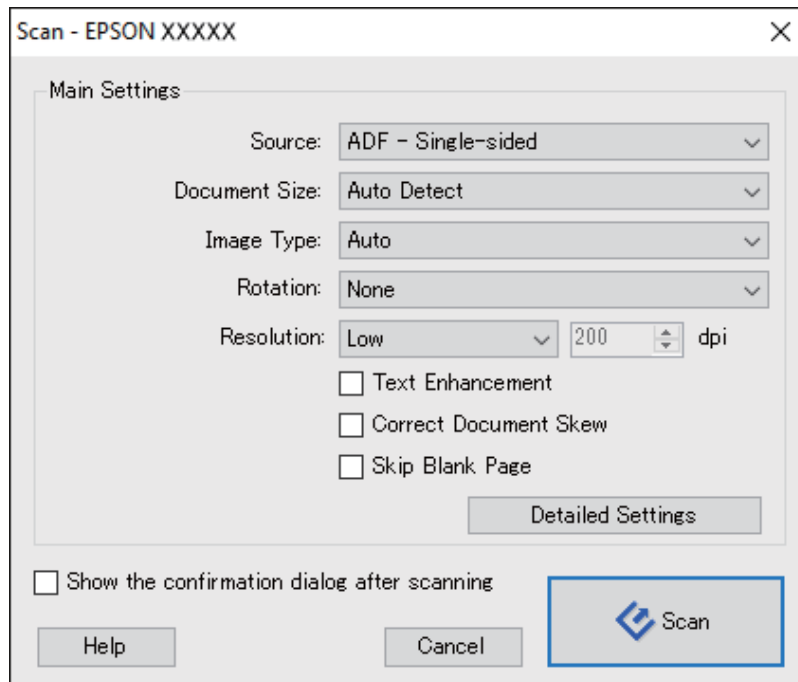 Scan - EPSON XXXXX
Main Settings
Source: ADF - Single-sided
Document Size: Auto Detect
Image Type: Auto
Rotation: None
Resolution: Low 200 dpi
Text Enhancement
Correct Document Skew
Skip Blank Page
Detailed Settings
Show the confirmation dialog after scanning
Help Cancel Scan